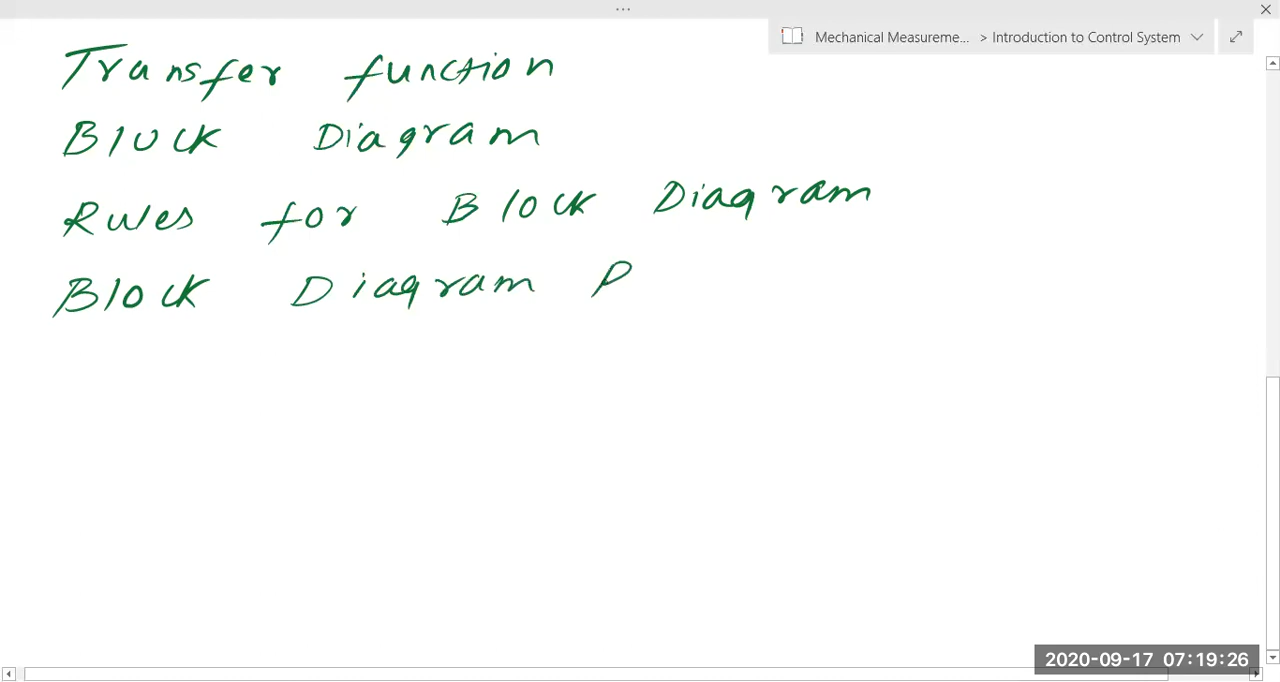 Mechanical Measureme... > Introduction to Control System
Transfer function
Block Diagram
Rules for Block Diagram
Block Diagram P
2020-09-17 07:19:26